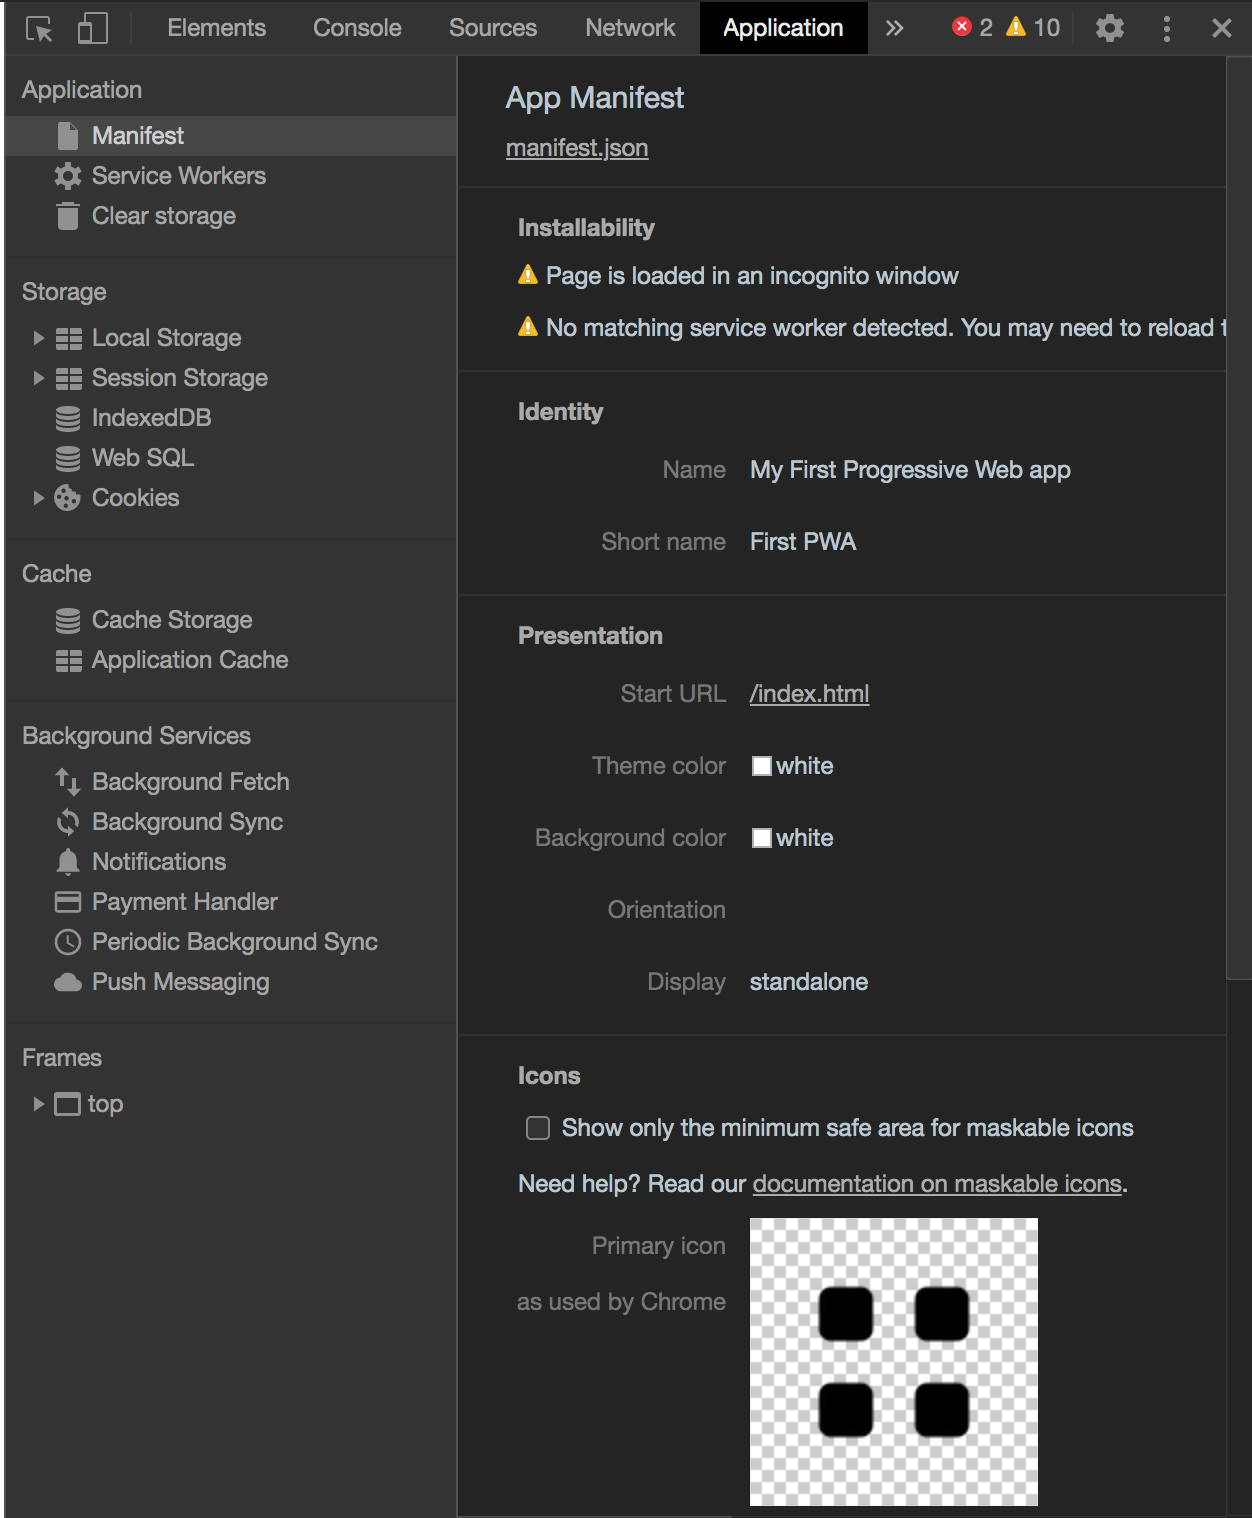 Elements Console Sources Network Application 2 10
Application
Manifest
Service Workers
Clear storage
Storage
Local Storage
Session Storage
IndexedDB
Web SQL
Cookies
Cache
Cache Storage
Application Cache
Background Services
Background Fetch
Background Sync
Notifications
Payment Handler
Periodic Background Sync
Push Messaging
Frames
top
App Manifest
manifest.json
Installability
Page is loaded in an incognito window
No matching service worker detected. You may need to reload t
Identity
Name My First Progressive Web app
Short name First PWA
Presentation
Start URL /index.html
Theme color white
Background color white
Orientation
Display standalone
Icons
Show only the minimum safe area for maskable icons
Need help? Read our documentation on maskable icons.
Primary icon
as used by Chrome